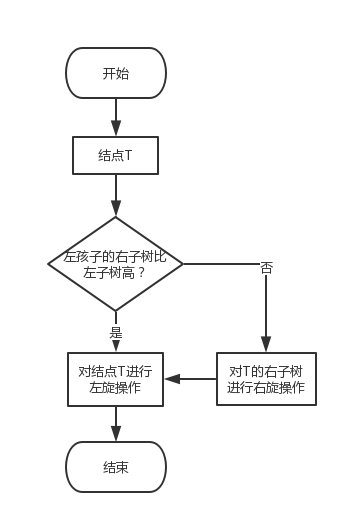 开始
结点T
左孩子的右子树比
左子树高？
否
是
对结点T进行
左旋操作
对T的右子树
进行右旋操作
结束